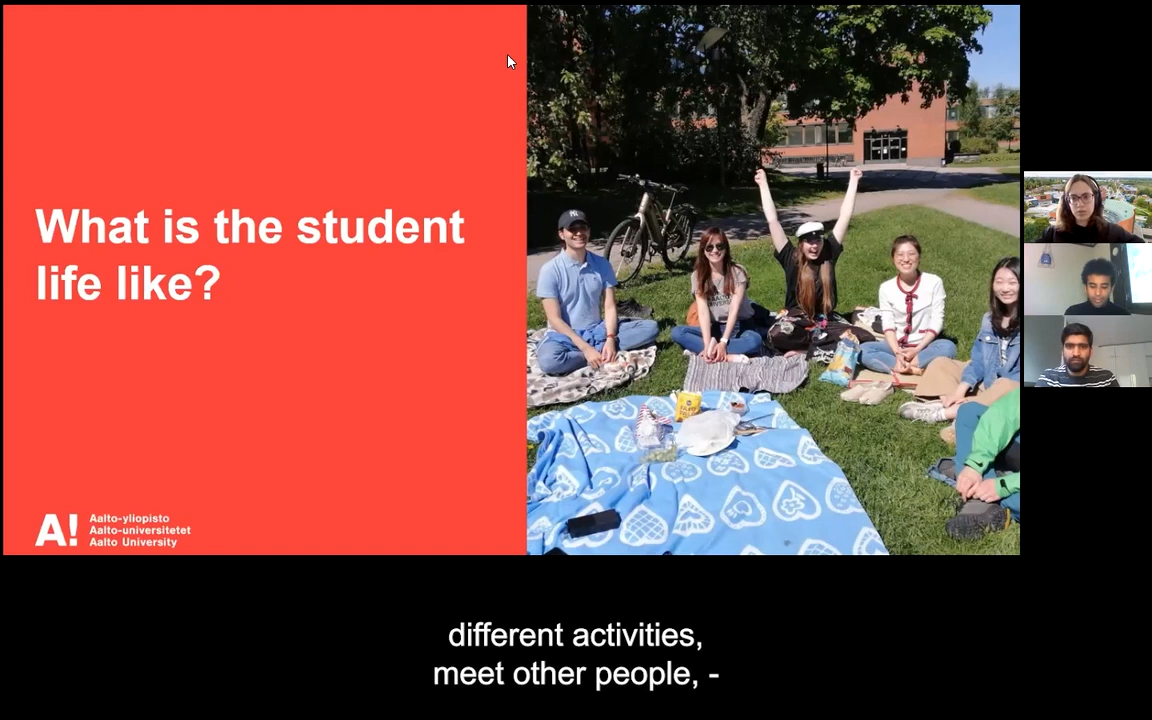 What is the student
life like?
A!
Aalto-yliopisto
Aalto-universitetet
Aalto University
different activities,
meet other people, -